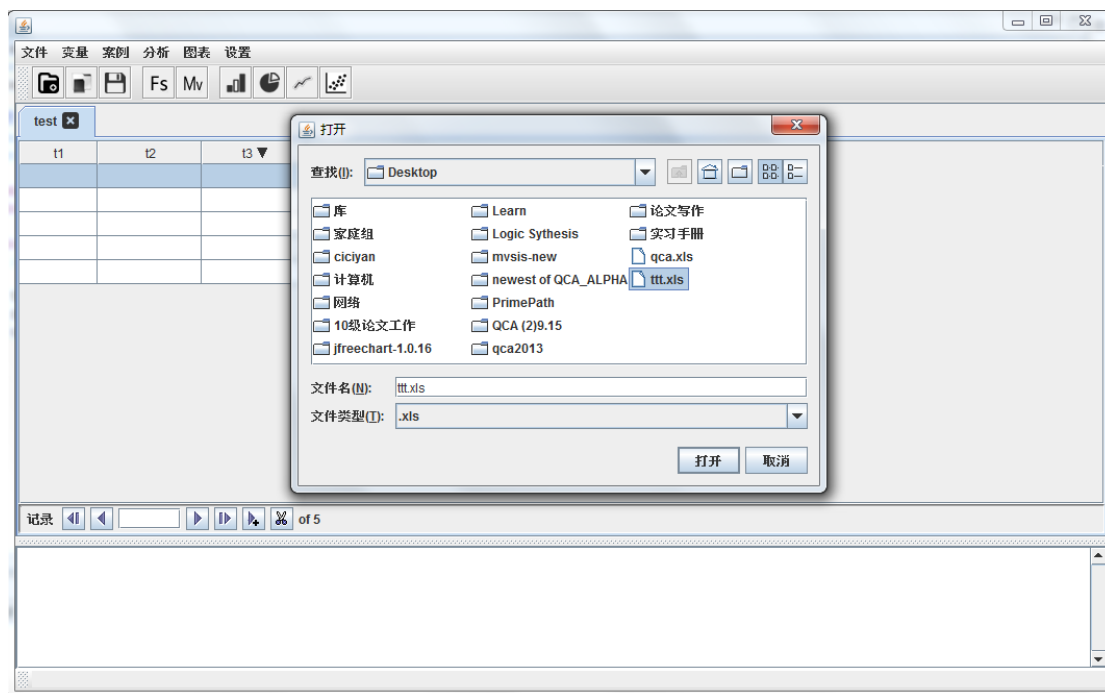 文件 变量 案例 分析 图表 设置
Fs Mv
test
t1 t2 t3
打开
查找(I): Desktop
库 Learn 论文写作
家庭组 Logic Sythesis 实习手册
ciciyan mvsis-new qca.xls
计算机 newest of QCA_ALPHA ttt.xls
网络 PrimePath
10级论文工作 QCA (2)9.15
jfreechart-1.0.16 qca2013
文件名(N): ttt.xls
文件类型(T): .xls
打开 取消
记录 of 5